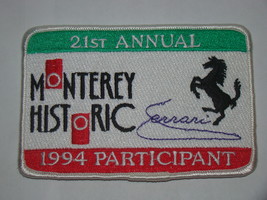 21ST ANNUAL
MONTEREY
HISTORIC
Ferrari
1994 PARTICIPANT